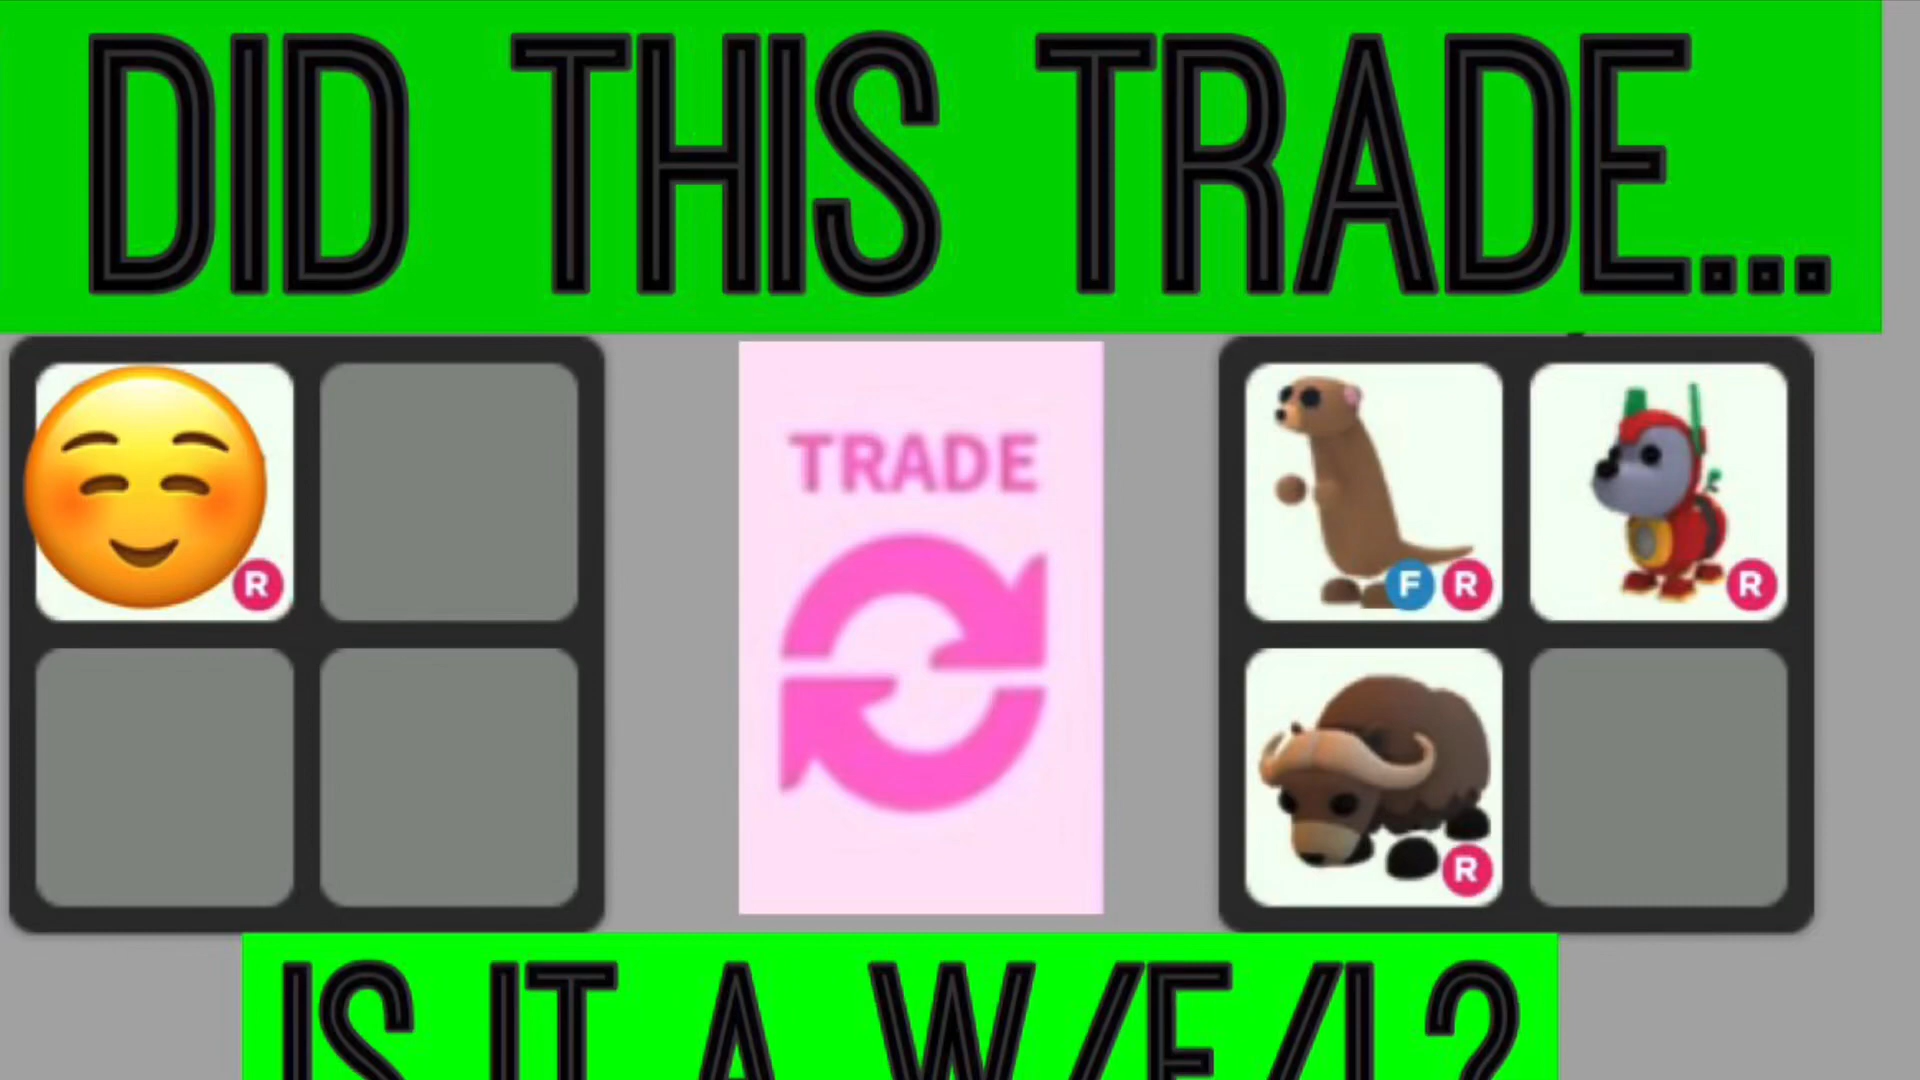 DID THIS TRADE...
TRADE
R
F R
R
R
IS IT A W/F/L?